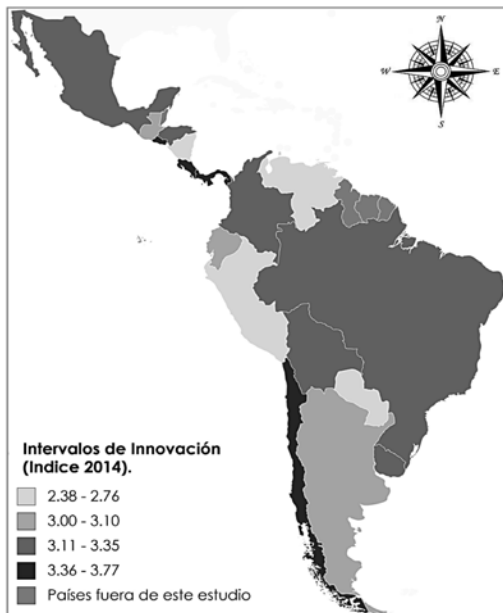 N
W E
S
Intervalos de Innovación
(Indice 2014).
2.38 - 2.76
3.00 - 3.10
3.11 - 3.35
3.36 - 3.77
Países fuera de este estudio